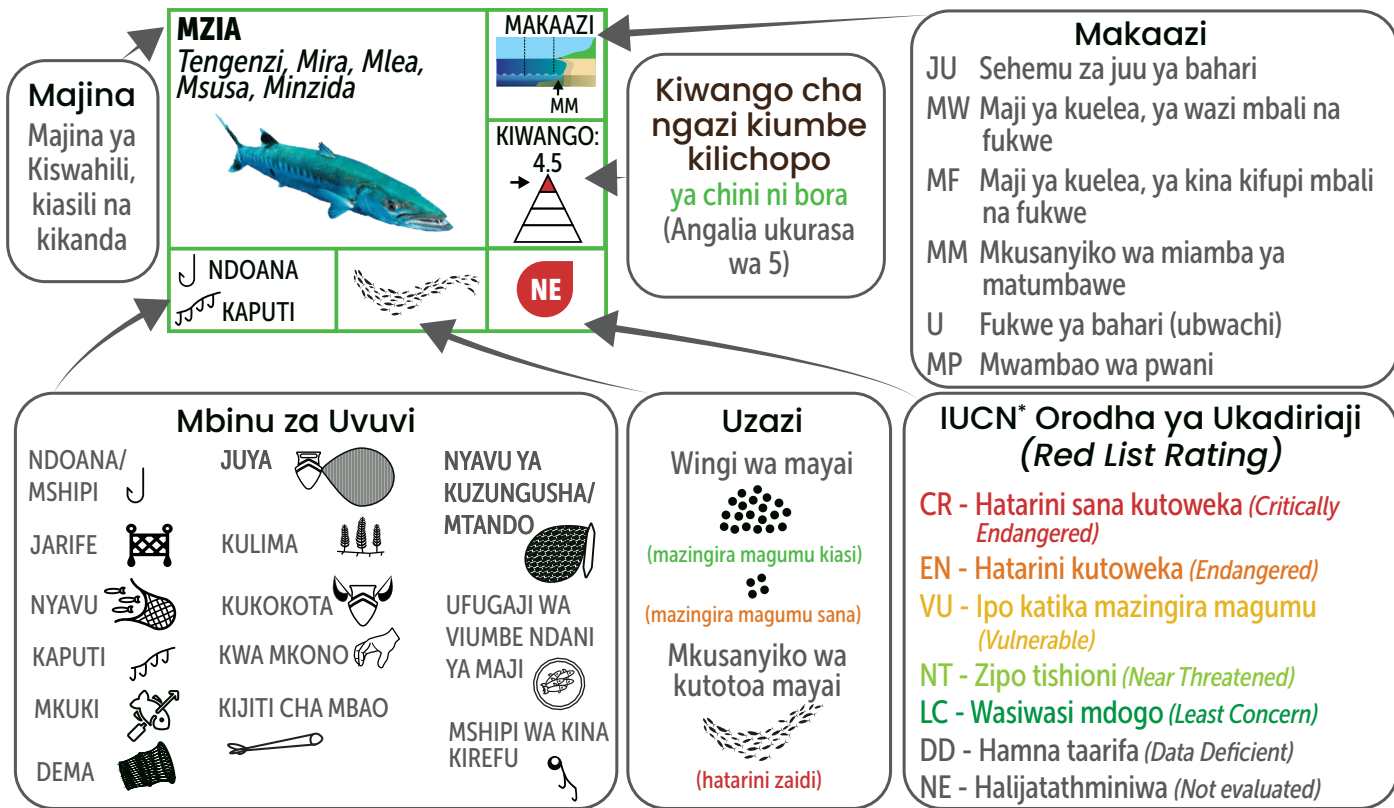 MZIA
Tengenzi, Mira, Mlea,
Msusa, Minzida
MAKAAZI
MM
KIWANGO:
4.5
NDOANA
KAPUTI
NE
Majina
Majina ya
Kiswahili,
kiasili na
kikanda
Kiwango cha
ngazi kiumbe
kilichopo
ya chini ni bora
(Angalia ukurasa
wa 5)
Makaazi
JU Sehemu za juu ya bahari
MW Maji ya kuelea, ya wazi mbali na
fukwe
MF Maji ya kuelea, ya kina kifupi mbali
na fukwe
MM Mkusanyiko wa miamba ya
matumbawe
U Fukwe ya bahari (ubwachi)
MP Mwambao wa pwani
Mbinu za Uvuvi
NDOANA/
MSHIPI
JARIFE
NYAVU
KAPUTI
MKUKI
DEMA
JUYA
KULIMA
KUKOKOTA
KWA MKONO
KIJITI CHA MBAO
NYAVU YA
KUZUNGUSHA/
MTANDO
UFUGAJI WA
VIUMBE NDANI
YA MAJI
MSHIPI WA KINA
KIREFU
Uzazi
Wingi wa mayai
(mazingira magumu kiasi)
(mazingira magumu sana)
Mkusanyiko wa
kutotoa mayai
(hatarini zaidi)
IUCN* Orodha ya Ukadiriaji
(Red List Rating)
CR - Hatarini sana kutoweka (Critically
Endangered)
EN - Hatarini kutoweka (Endangered)
VU - Ipo katika mazingira magumu
(Vulnerable)
NT - Zipo tishioni (Near Threatened)
LC - Wasiwasi mdogo (Least Concern)
DD - Hamna taarifa (Data Deficient)
NE - Halijatathminiwa (Not evaluated)